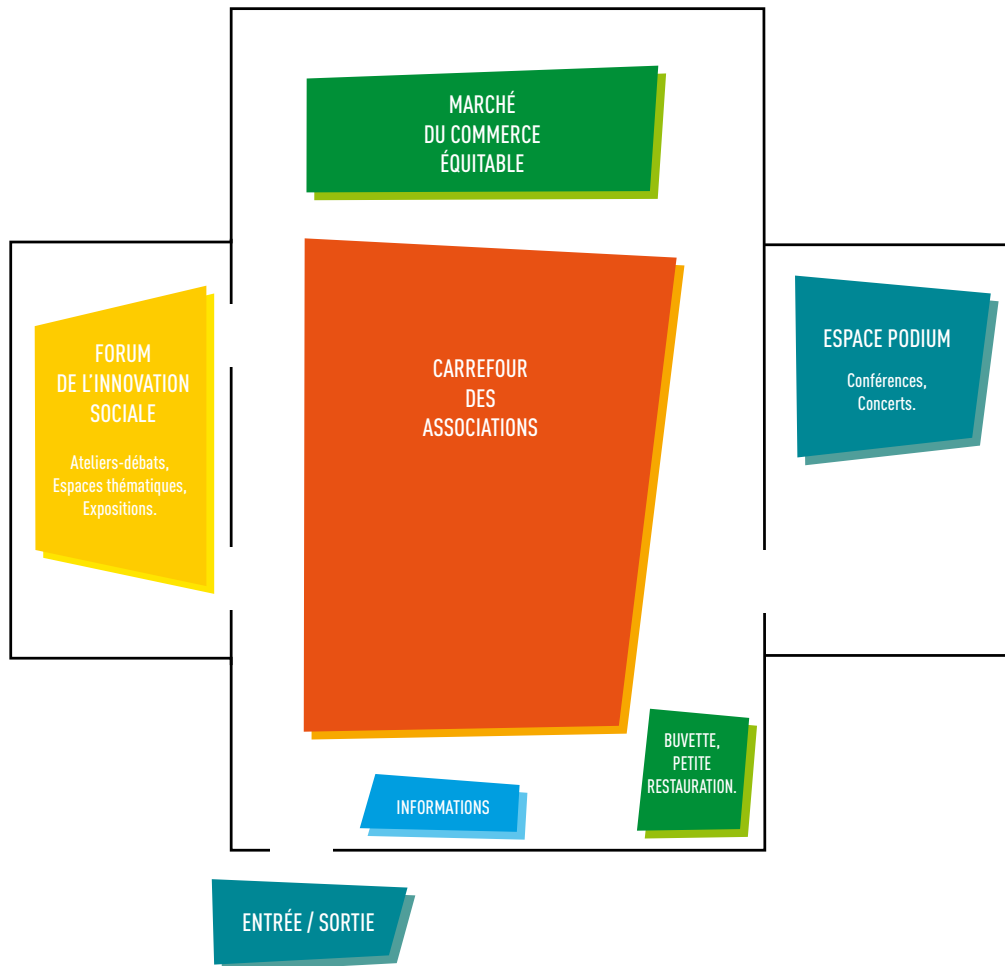 MARCHÉ
DU COMMERCE
ÉQUITABLE
FORUM
DE L'INNOVATION
SOCIALE
Ateliers-débats,
Espaces thématiques,
Expositions.
CARREFOUR
DES
ASSOCIATIONS
ESPACE PODIUM
Conférences,
Concerts.
BUVETTE,
PETITE
RESTAURATION.
INFORMATIONS
ENTRÉE / SORTIE